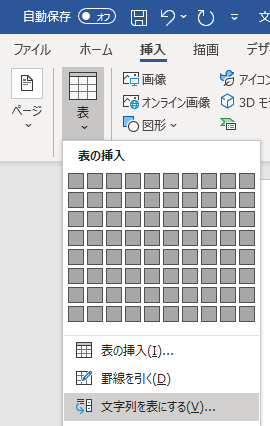 自動保存 オフ 文
ファイル ホーム 挿入 描画 デザ
ページ
表
画像
オンライン画像
図形
アイコン
3D モデ
表の挿入
表の挿入(I)...
罫線を引く(D)
文字列を表にする(V)...